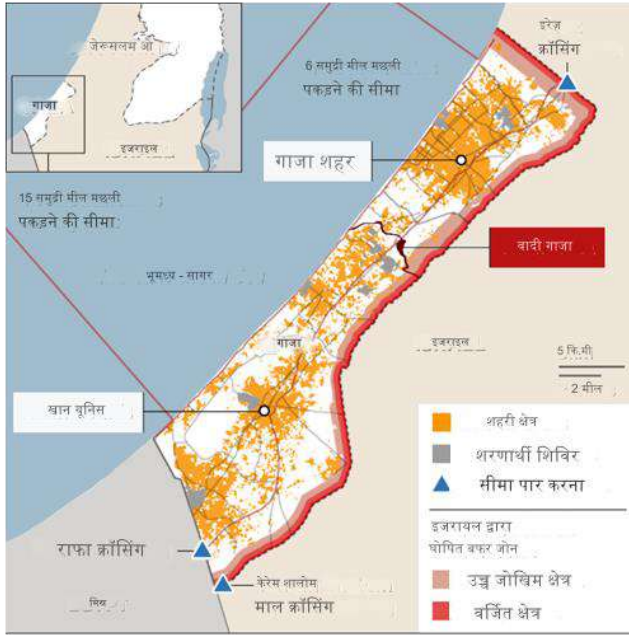 जेरूसलम ओ
गाजा
इजराइल
6 समुद्री मील मछली
पकड़ने की सीमा
इरेज़
क्रॉसिंग
गाजा शहर
15 समुद्री मील मछली
पकड़ने की सीमा
वादी गाजा
भूमध्य - सागर
गाजा
इजराइल
5 कि.मी
2 मील
खान यूनिस
शहरी क्षेत्र
शरणार्थी शिविर
सीमा पार करना
इजरायल द्वारा
घोषित बफर जोन
उच्च जोखिम क्षेत्र
वर्जित क्षेत्र
राफा क्रॉसिंग
केरेम शालोम
माल क्रॉसिंग
मिस्र